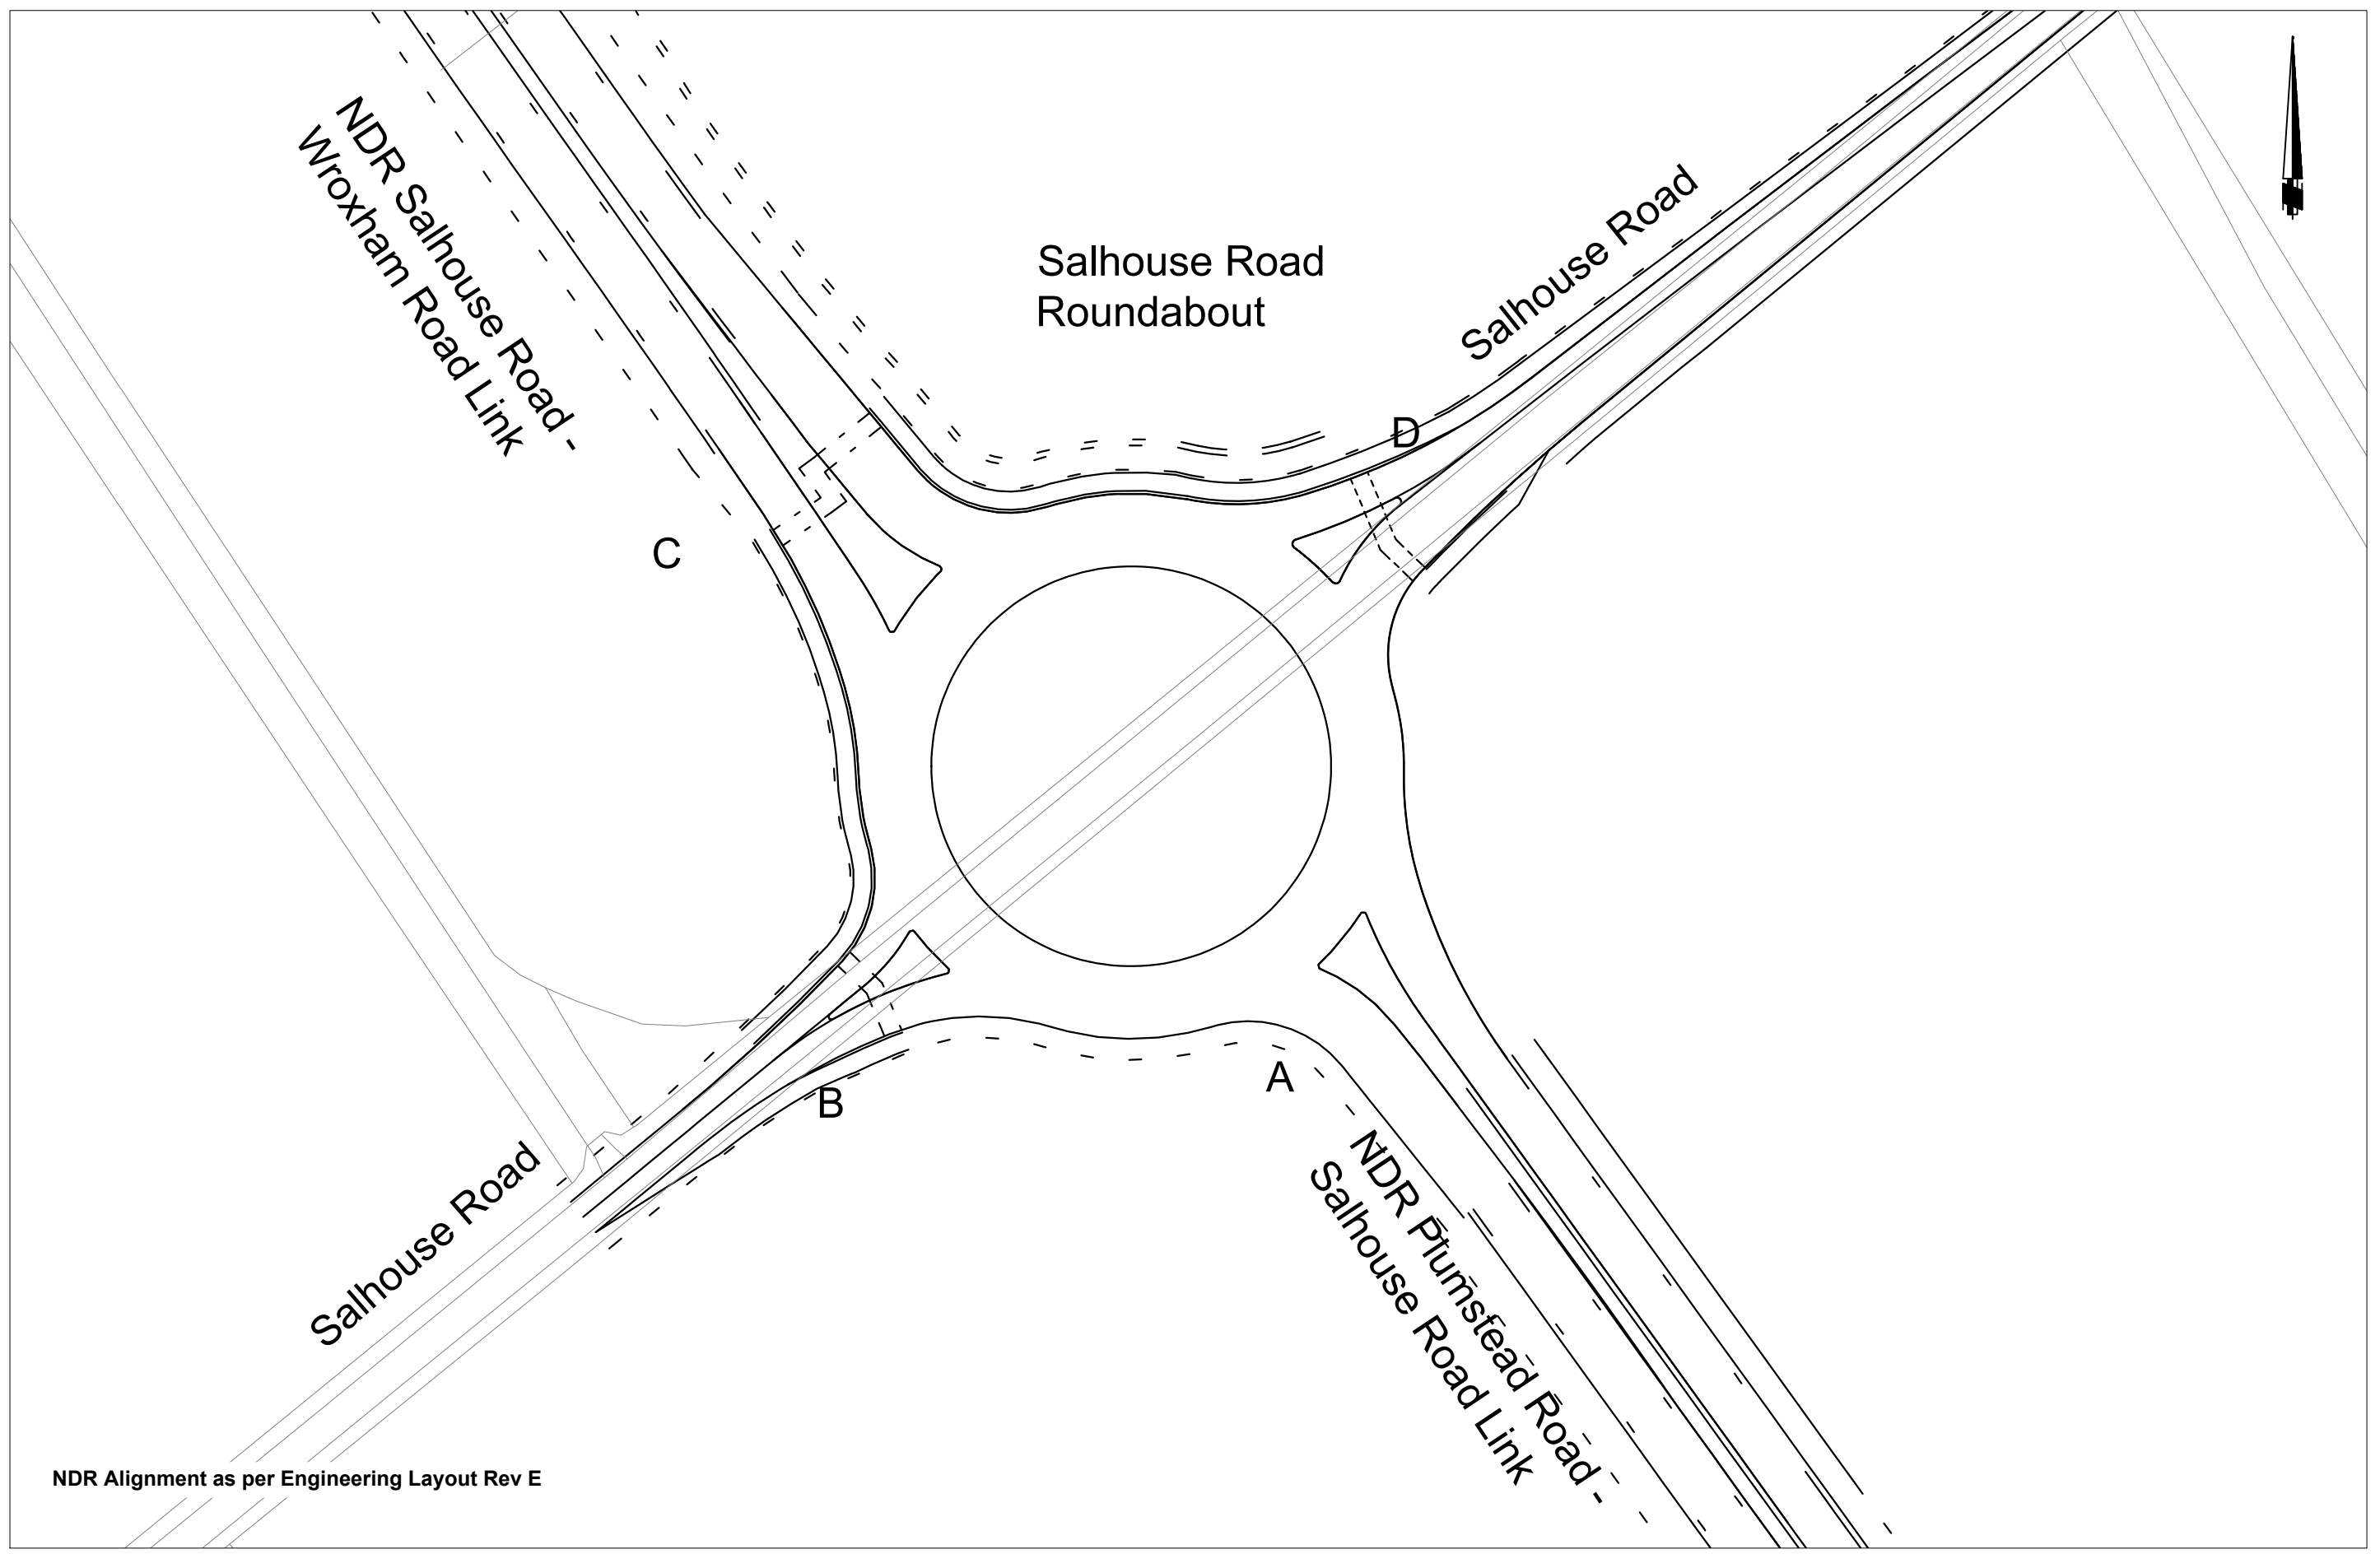 NDR Salhouse Road -
Wroxham Road Link
Salhouse Road
Roundabout
Salhouse Road
D
C
A
B
NDR Plumstead Road -
Salhouse Road Link
Salhouse Road
NDR Alignment as per Engineering Layout Rev E